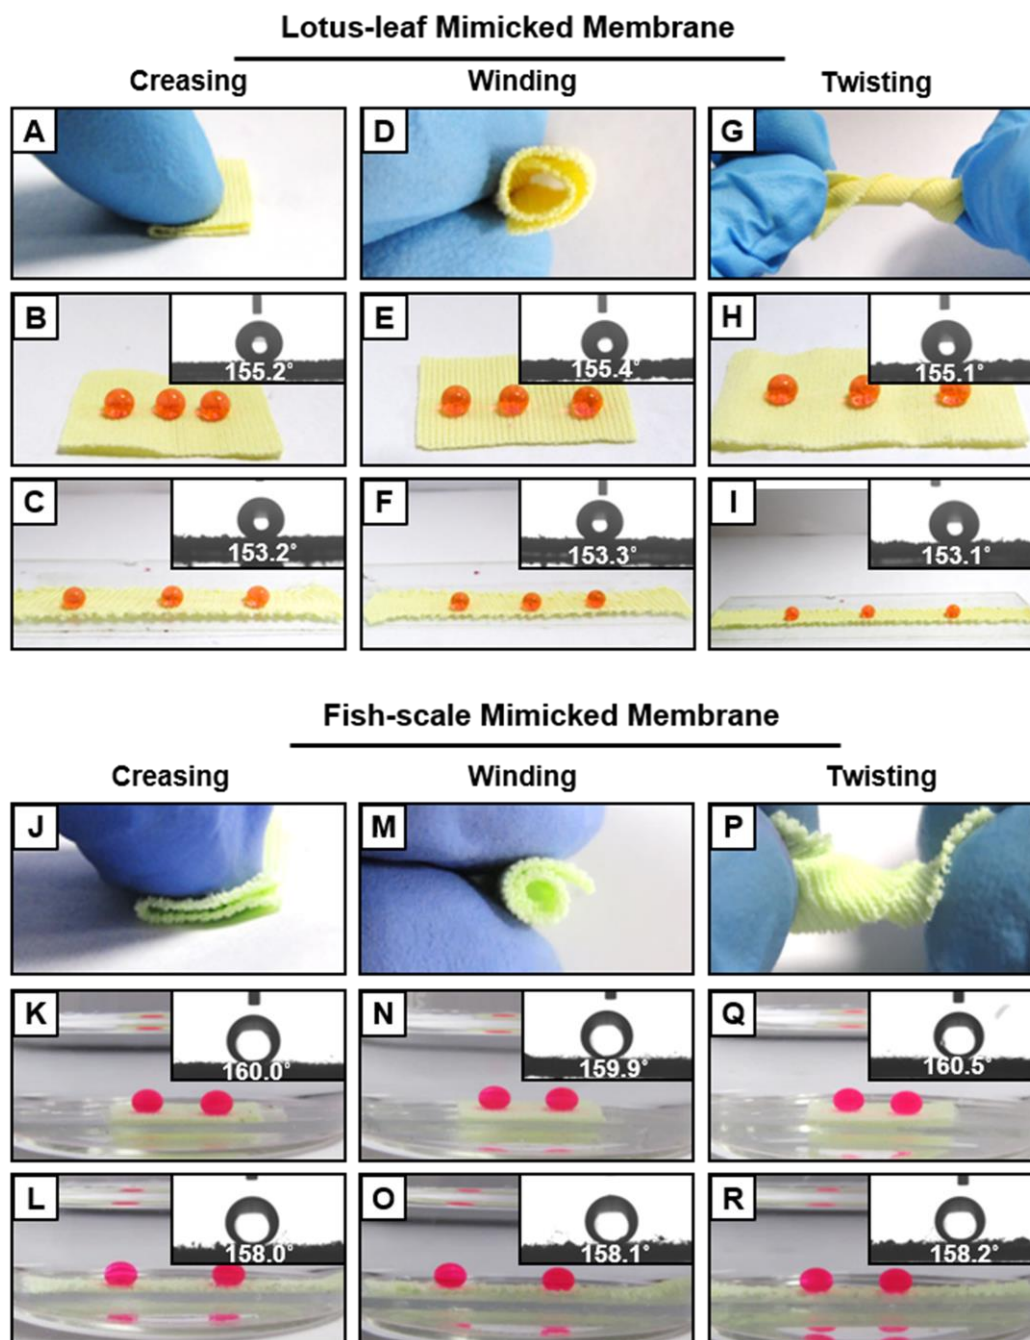 Lotus-leaf Mimicked Membrane
Creasing Winding Twisting
A D G
B 155.2° E 155.4° H 155.1°
C 153.2° F 153.3° I 153.1°
Fish-scale Mimicked Membrane
Creasing Winding Twisting
J M P
K 160.0° N 159.9° Q 160.5°
L 158.0° O 158.1° R 158.2°